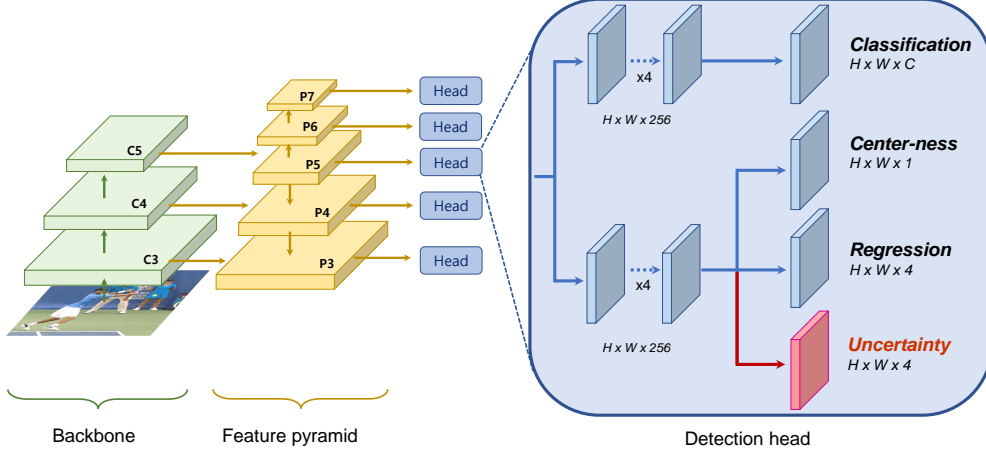 C5
C4
C3
P7
P6
P5
P4
P3
Head
Head
Head
Head
Head
Classification
H x W x C
x4
H x W x 256
Center-ness
H x W x 1
Regression
H x W x 4
x4
H x W x 256
Uncertainty
H x W x 4
Backbone
Feature pyramid
Detection head